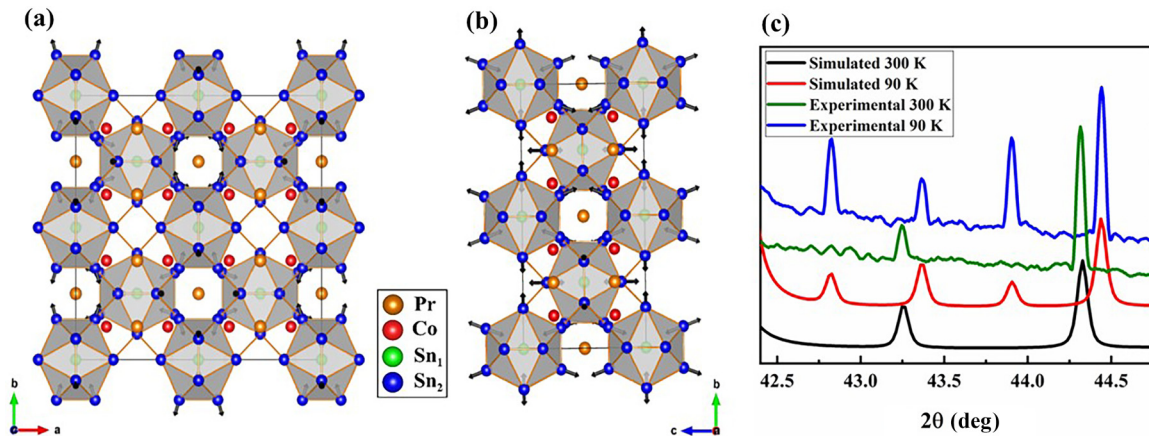 (a)
(b)
(c)
Simulated 300 K
Simulated 90 K
Experimental 300 K
Experimental 90 K
Pr
Co
Sn₁
Sn₂
b
a
b
c
a
42.5 43.0 43.5 44.0 44.5
2θ (deg)